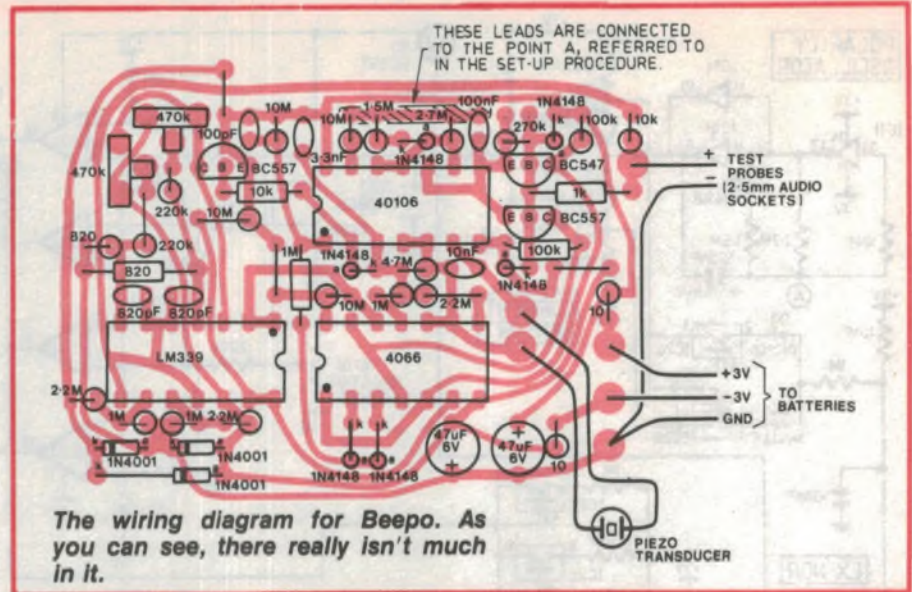 THESE LEADS ARE CONNECTED
TO THE POINT A, REFERRED TO
IN THE SET-UP PROCEDURE.
470k
10M
1·5M
100nF
1N4148
10M
2·7M
100pF
270k
k
100k
10k
470k
3·3nF
a
1N4148
C B E
BC557
E B C
BC547
+
TEST
-
PROBES
(2·5mm AUDIO
SOCKETS)
220k
10k
40106
1k
10M
E B C
BC557
820
220k
1M
1N4148
100k
820
k
4·7M
10nF
k
1N4148
820pF
820pF
10M
1M
2·2M
10
LM339
4066
+3V
-3V
TO
BATTERIES
GND
2·2M
1M
1M
2·2M
k
a
k
a
1N4001
1N4001
a
k
1N4001
k
k
1N4148
1N4148
47uF
6V
+
47uF
6V
+
10
PIEZO
TRANSDUCER
The wiring diagram for Beepo. As
you can see, there really isn't much
in it.